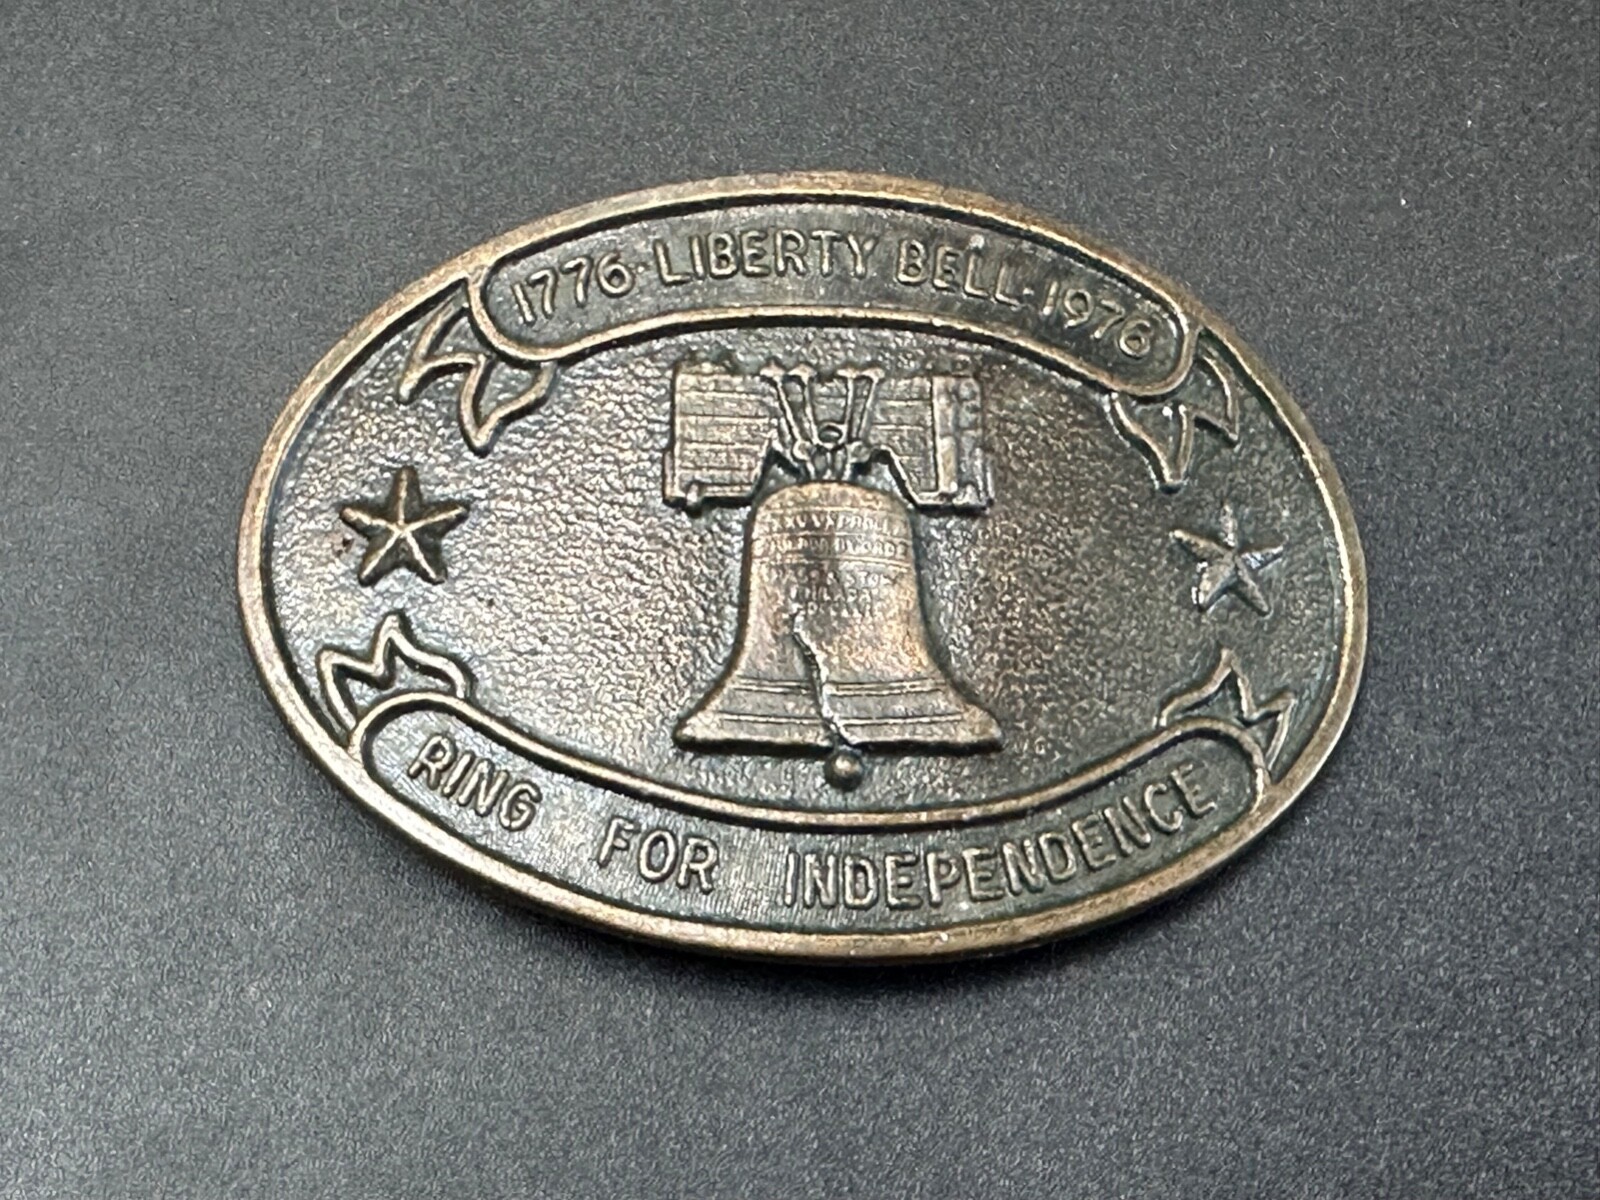 1776·LIBERTY BELL·1976
RING FOR INDEPENDENCE